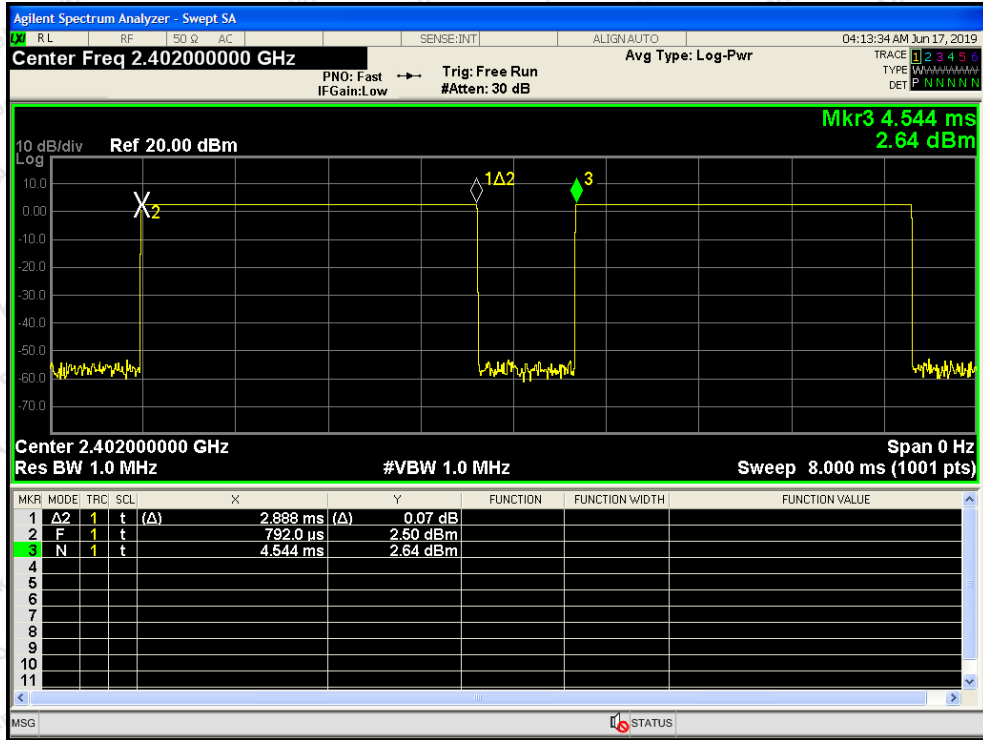 Agilent Spectrum Analyzer - Swept SA
LXI RL RF 50 Ω AC SENSE:INT ALIGNAUTO 04:13:34 AM Jun 17, 2019
Center Freq 2.402000000 GHz
Avg Type: Log-Pwr
TRACE 1 2 3 4 5 6
PNO: Fast Trig: Free Run
TYPE WWWWWW
IFGain:Low #Atten: 30 dB
DET P N N N N N
Mkr3 4.544 ms
10 dB/div Ref 20.00 dBm 2.64 dBm
Log
10.0
0.00
-10.0
-20.0
-30.0
-40.0
-50.0
-60.0
-70.0
2
1Δ2
3
Center 2.402000000 GHz Span 0 Hz
Res BW 1.0 MHz #VBW 1.0 MHz Sweep 8.000 ms (1001 pts)
MKR MODE TRC SCL X Y FUNCTION FUNCTION WIDTH FUNCTION VALUE
1 Δ2 1 t (Δ) 2.888 ms (Δ) 0.07 dB
2 F 1 t 792.0 µs 2.50 dBm
3 N 1 t 4.544 ms 2.64 dBm
4
5
6
7
8
9
10
11
MSG STATUS